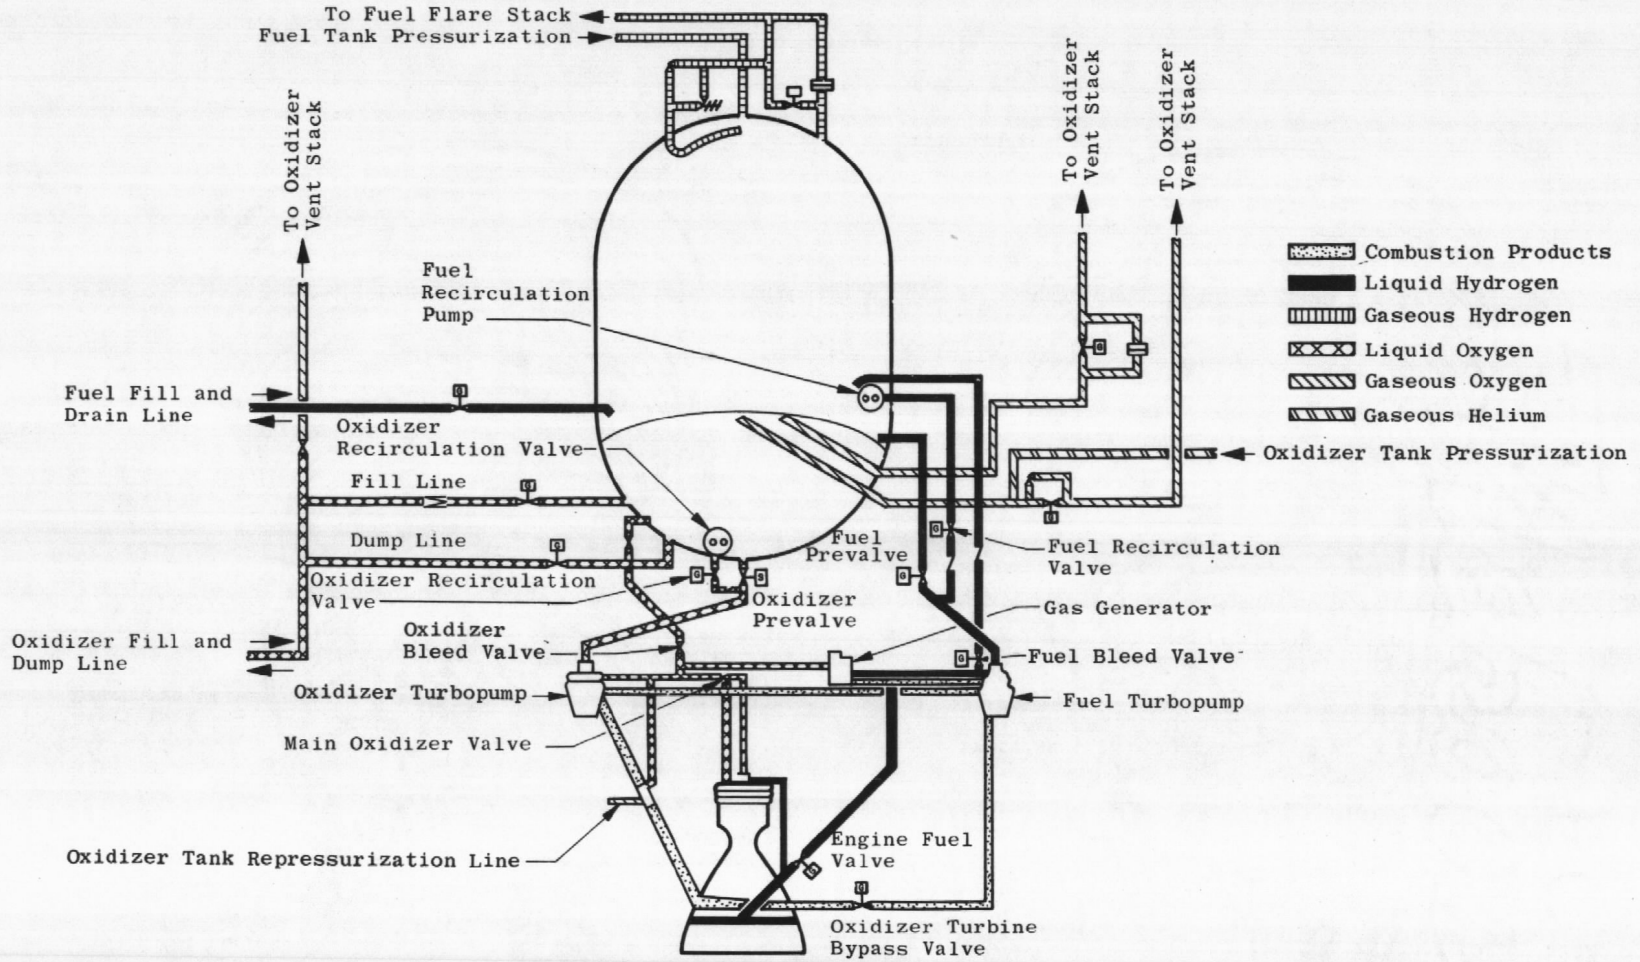 To Fuel Flare Stack
Fuel Tank Pressurization
To Oxidizer
Vent Stack
To Oxidizer
Vent Stack
To Oxidizer
Vent Stack
Combustion Products
Liquid Hydrogen
Gaseous Hydrogen
Liquid Oxygen
Gaseous Oxygen
Gaseous Helium
Fuel
Recirculation
Pump
Fuel Fill and
Drain Line
Oxidizer
Recirculation Valve
Oxidizer Tank Pressurization
Fill Line
Dump Line
Fuel
Prevalve
Fuel Recirculation
Valve
Oxidizer Recirculation
Valve
Oxidizer
Prevalve
Gas Generator
Oxidizer Fill and
Dump Line
Oxidizer
Bleed Valve
Fuel Bleed Valve
Oxidizer Turbopump
Fuel Turbopump
Main Oxidizer Valve
Oxidizer Tank Repressurization Line
Engine Fuel
Valve
Oxidizer Turbine
Bypass Valve